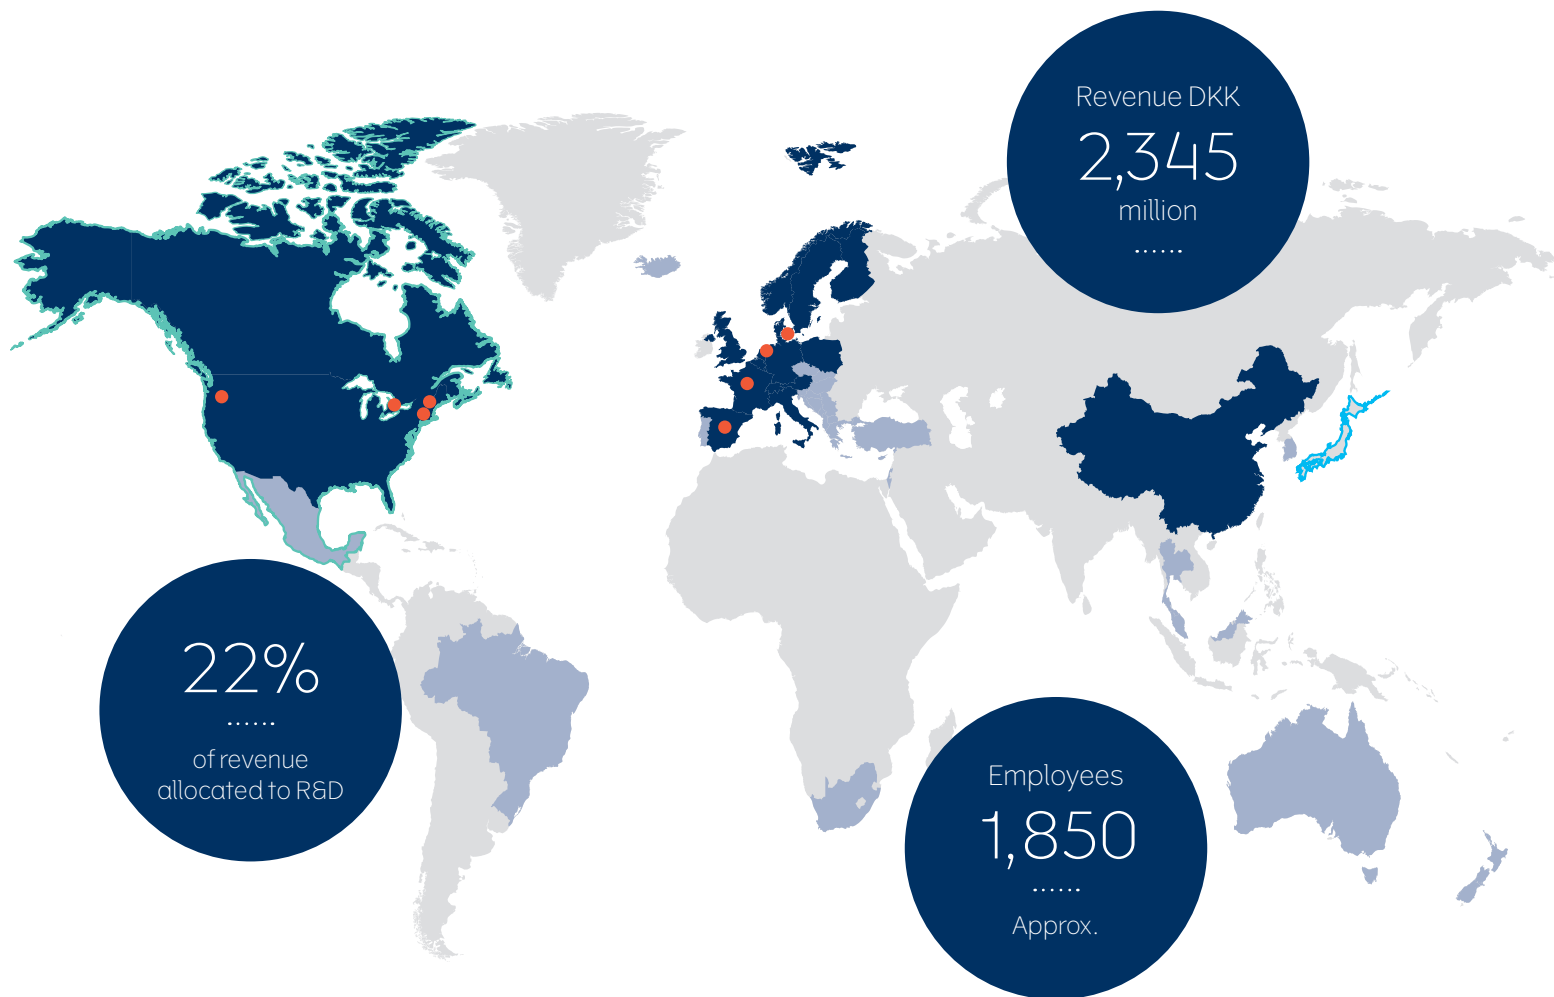 Revenue DKK
2,345
million
22%
of revenue
allocated to R&D
Employees
1,850
Approx.